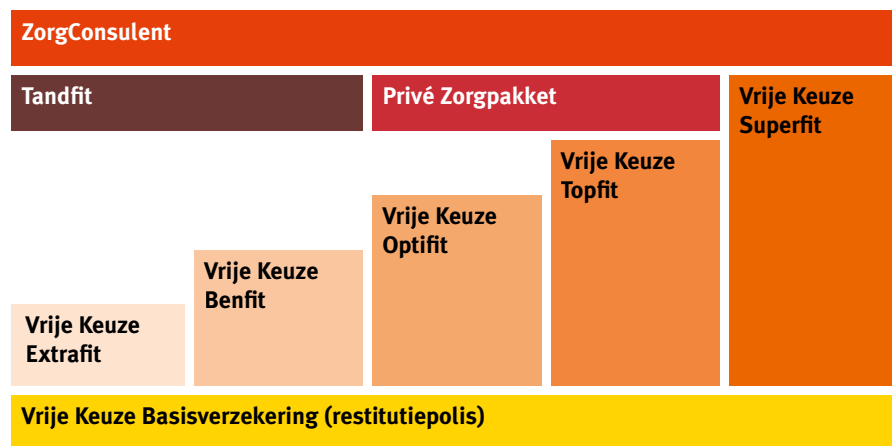 ZorgConsulent
Tandfit
Privé Zorgpakket
Vrije Keuze
Superfit
Vrije Keuze
Topfit
Vrije Keuze
Optifit
Vrije Keuze
Benfit
Vrije Keuze
Extrafit
Vrije Keuze Basisverzekering (restitutiepolis)